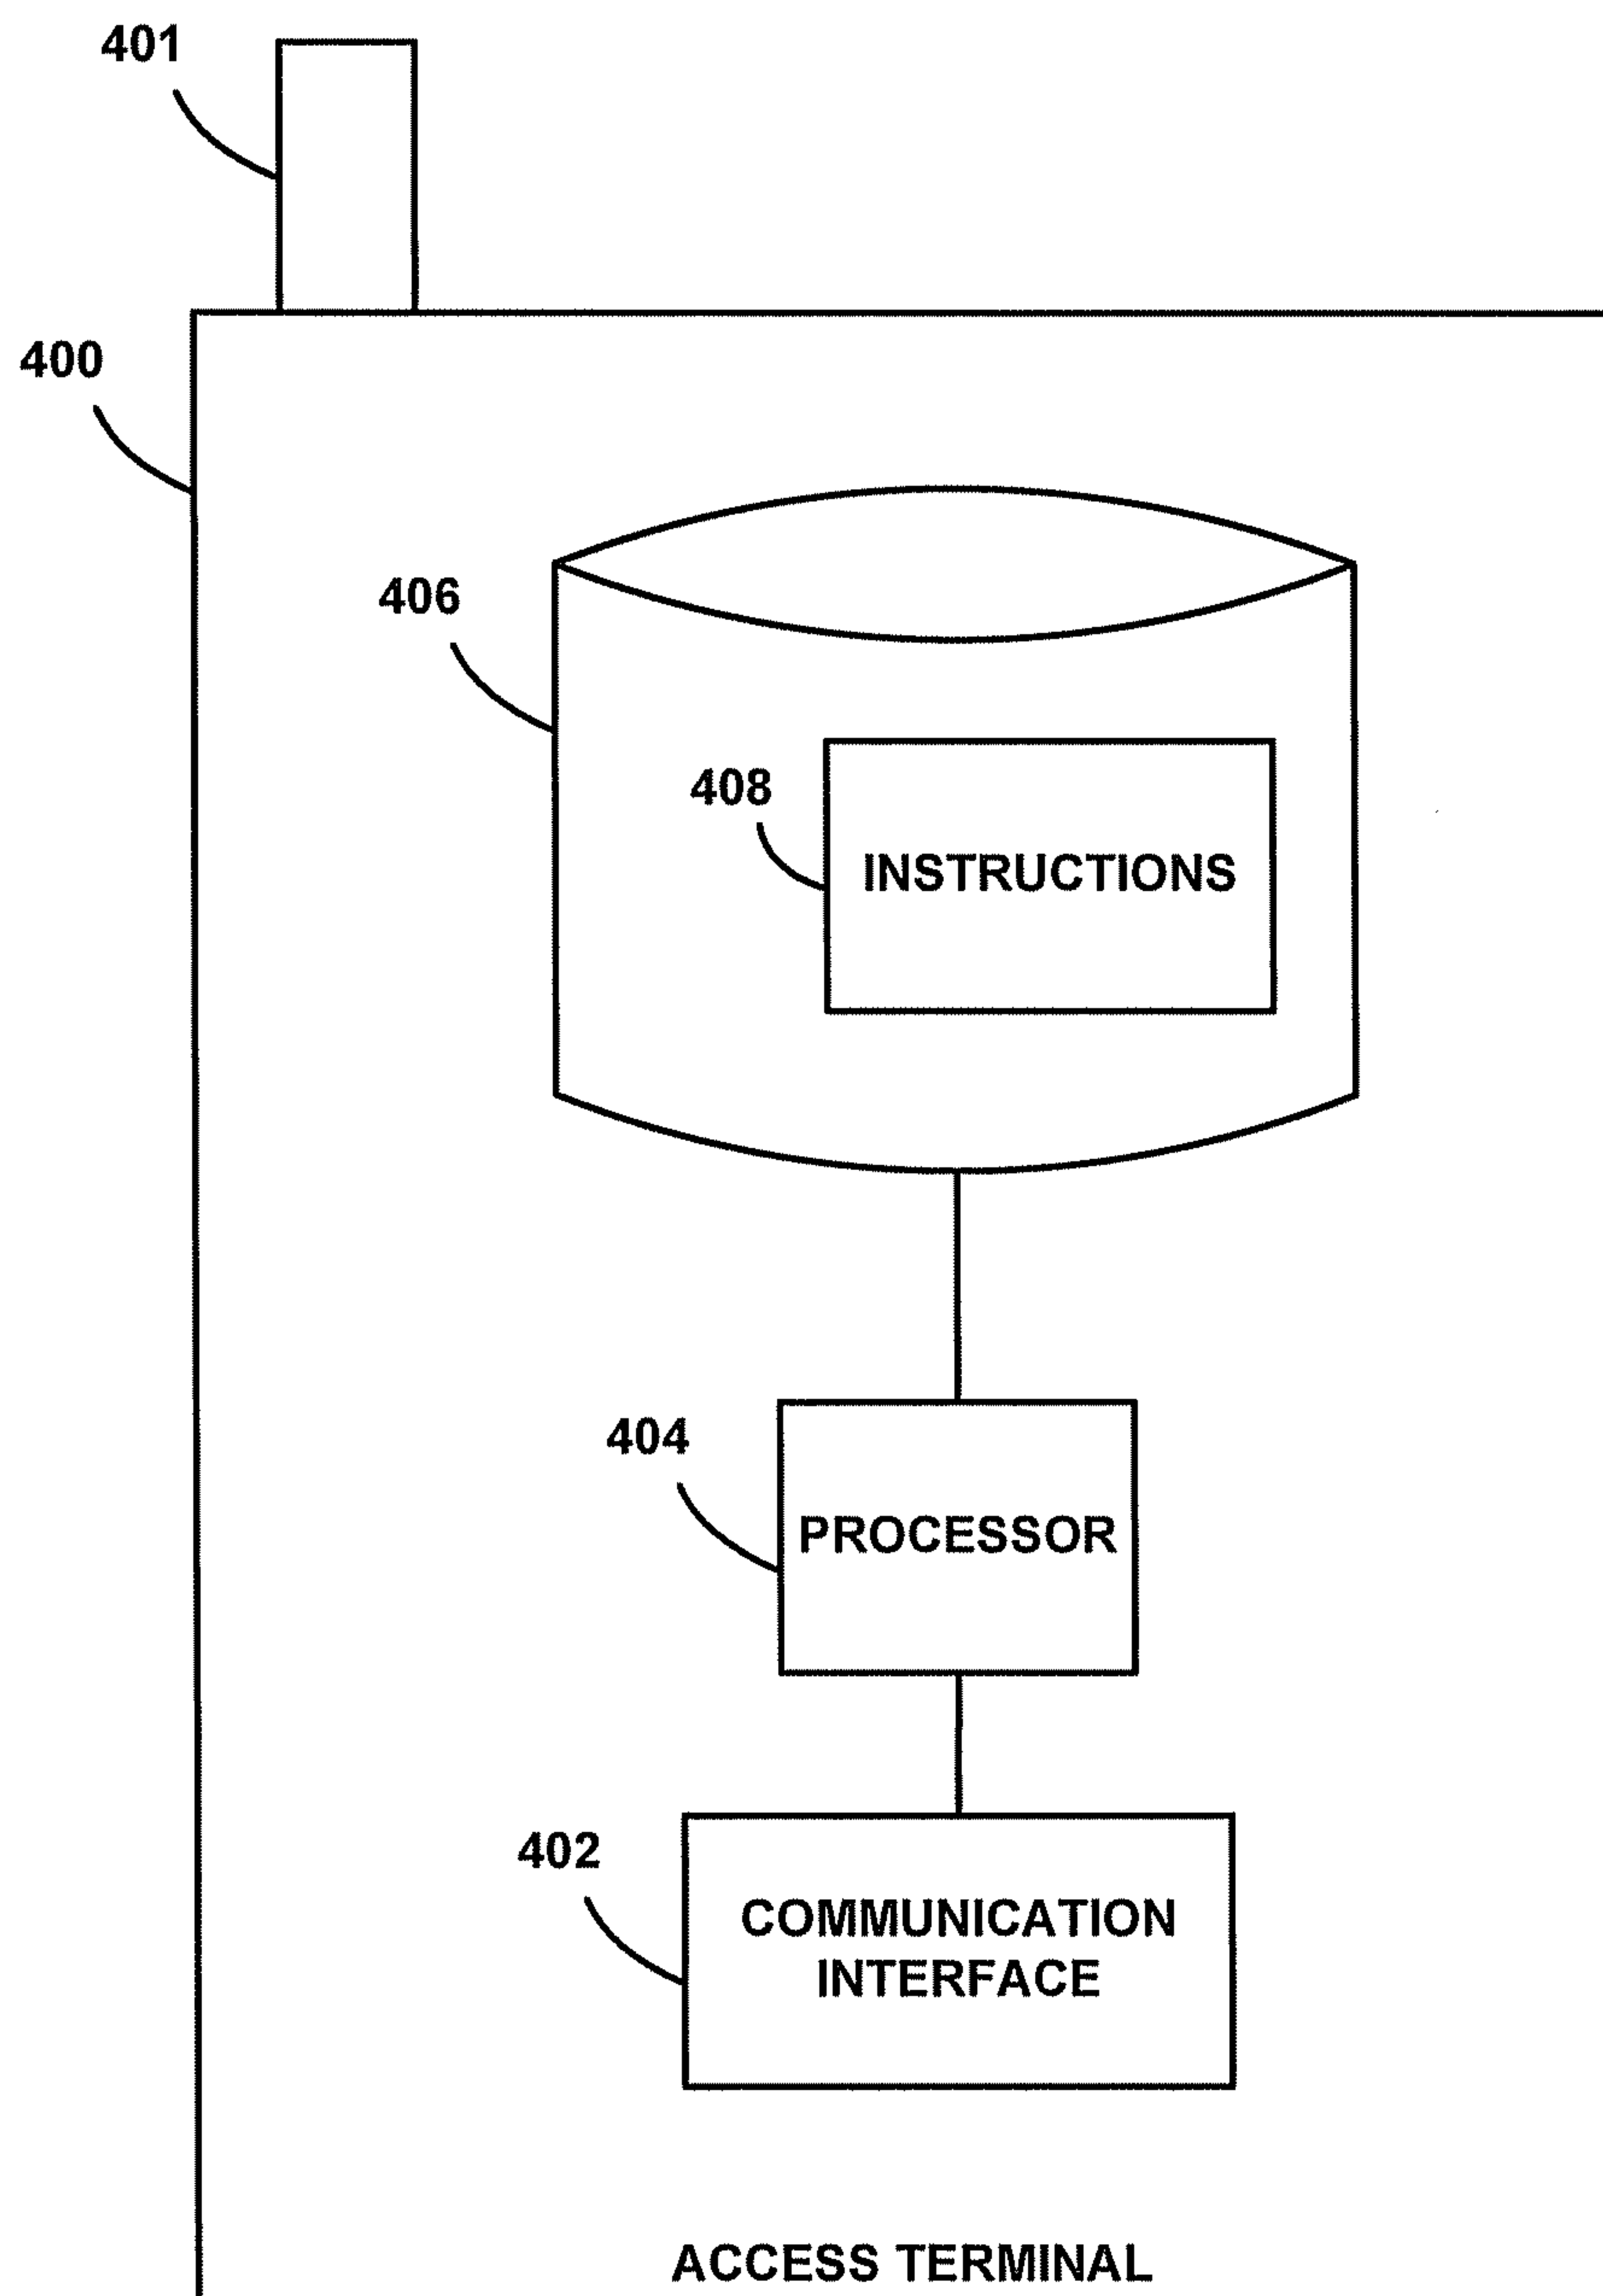 401
400
406
408
INSTRUCTIONS
404
PROCESSOR
402
COMMUNICATION
INTERFACE
ACCESS TERMINAL